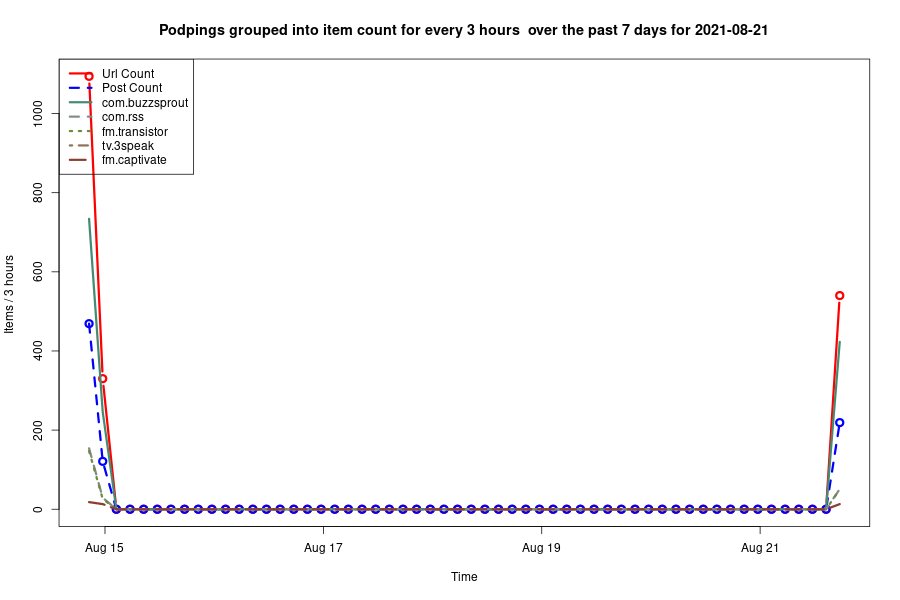 Podpings grouped into item count for every 3 hours  over the past 7 days for 2021-08-21
Url Count
Post Count
com.buzzsprout
com.rss
fm.transistor
tv.3speak
fm.captivate
Items / 3 hours
1000
800
600
400
200
0
Aug 15
Aug 17
Aug 19
Aug 21
Time